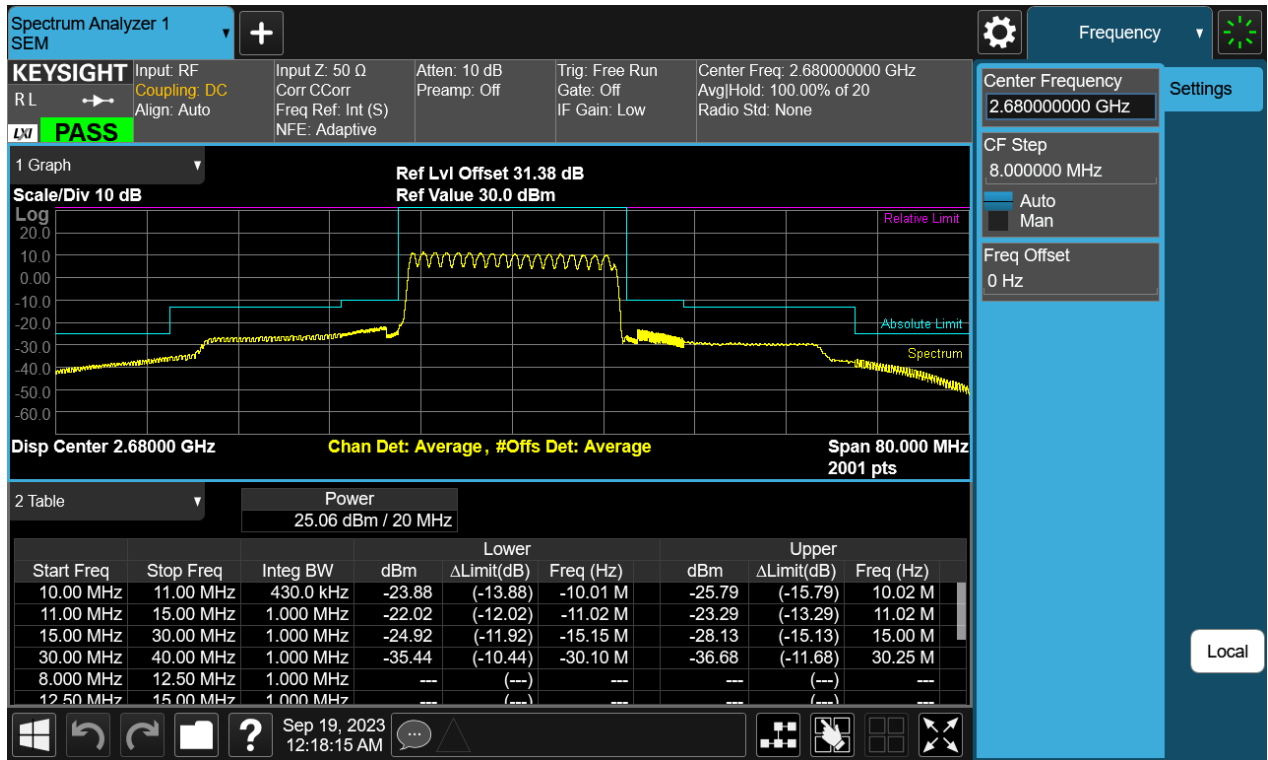 Spectrum Analyzer 1
SEM
+
Frequency
KEYSIGHT
R L
LXI
PASS
Input: RF
Coupling: DC
Align: Auto
Input Z: 50 Ω
Corr CCorr
Freq Ref: Int (S)
NFE: Adaptive
Atten: 10 dB
Preamp: Off
Trig: Free Run
Gate: Off
IF Gain: Low
Center Freq: 2.680000000 GHz
Avg|Hold: 100.00% of 20
Radio Std: None
Center Frequency
2.680000000 GHz
Settings
CF Step
8.000000 MHz
Auto
Man
Freq Offset
0 Hz
1 Graph
Ref Lvl Offset 31.38 dB
Scale/Div 10 dB
Ref Value 30.0 dBm
Log
Relative Limit
20.0
10.0
0.00
-10.0
-20.0
Absolute Limit
-30.0
Spectrum
-40.0
-50.0
-60.0
Disp Center 2.68000 GHz
Chan Det: Average , #Offs Det: Average
Span 80.000 MHz
2001 pts
2 Table
Power
25.06 dBm / 20 MHz
Lower Upper
Start Freq Stop Freq Integ BW dBm ΔLimit(dB) Freq (Hz) dBm ΔLimit(dB) Freq (Hz)
10.00 MHz 11.00 MHz 430.0 kHz -23.88 (-13.88) -10.01 M -25.79 (-15.79) 10.02 M
11.00 MHz 15.00 MHz 1.000 MHz -22.02 (-12.02) -11.02 M -23.29 (-13.29) 11.02 M
15.00 MHz 30.00 MHz 1.000 MHz -24.92 (-11.92) -15.15 M -28.13 (-15.13) 15.00 M
30.00 MHz 40.00 MHz 1.000 MHz -35.44 (-10.44) -30.10 M -36.68 (-11.68) 30.25 M
8.000 MHz 12.50 MHz 1.000 MHz --- (---) --- --- (---) ---
12.50 MHz 15.00 MHz 1.000 MHz --- (---) --- --- (---) ---
Local
?
Sep 19, 2023
12:18:15 AM